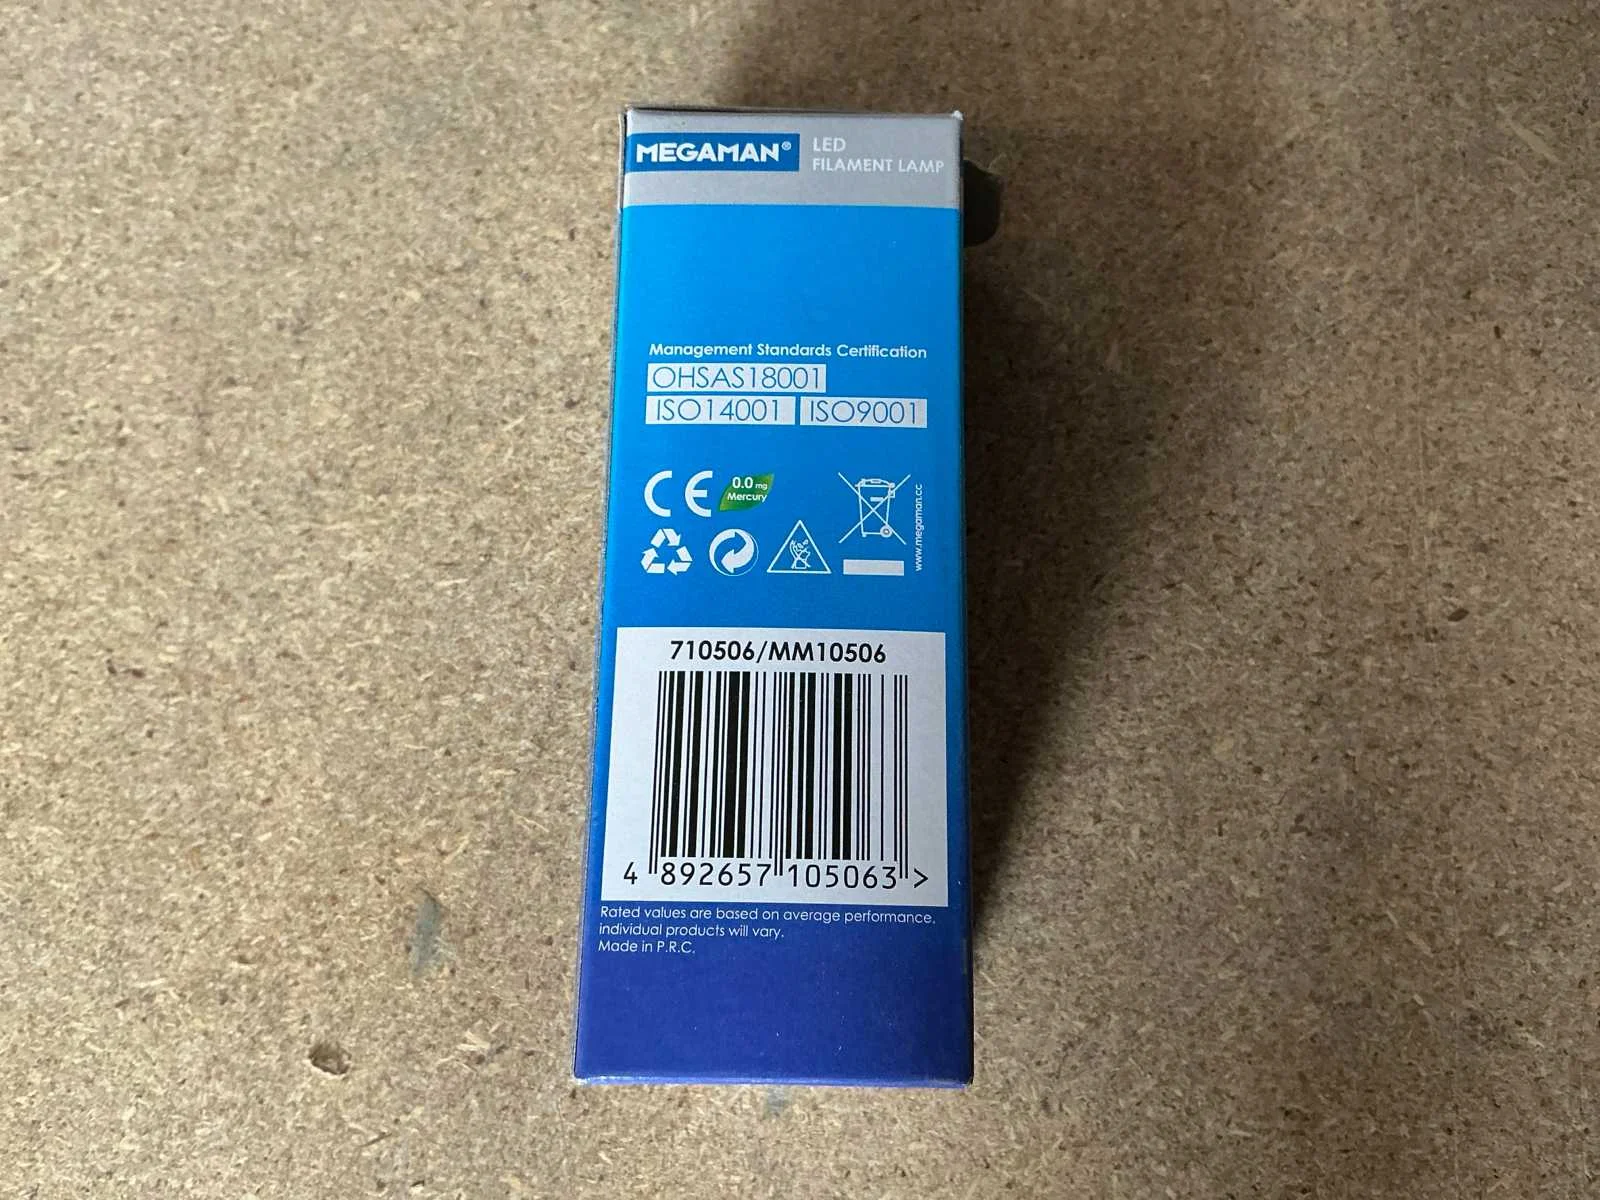 MEGAMAN®
LED
FILAMENT LAMP
Management Standards Certification
OHSAS18001
ISO14001 ISO9001
CE
0.0 mg
Mercury
www.megaman.cc
710506/MM10506
4 892657 105063 >
Rated values are based on average performance,
individual products will vary.
Made in P.R.C.